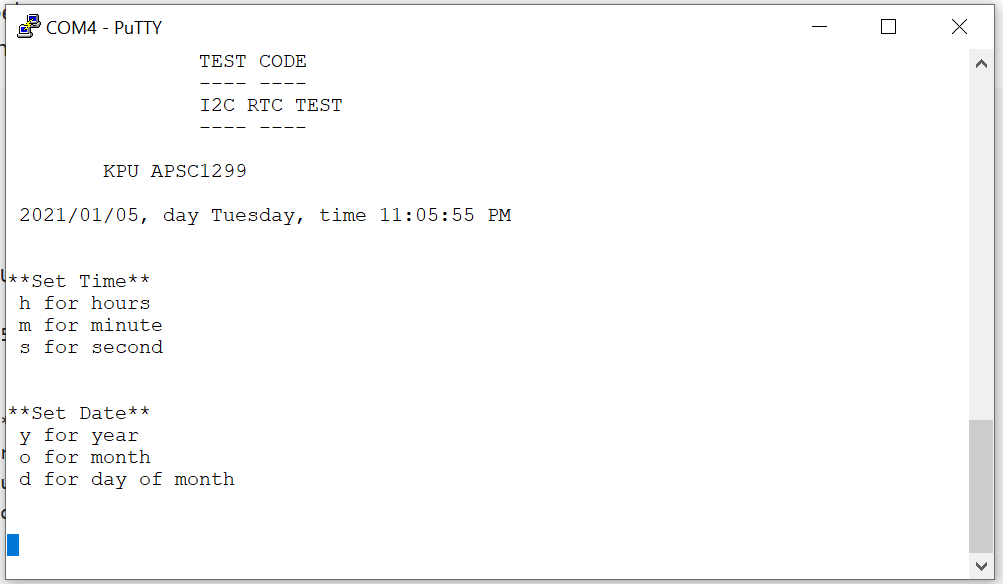 COM4 - PuTTY
TEST CODE
---- ----
I2C RTC TEST
---- ----
KPU APSC1299
2021/01/05, day Tuesday, time 11:05:55 PM
**Set Time**
h for hours
m for minute
s for second
**Set Date**
y for year
o for month
d for day of month